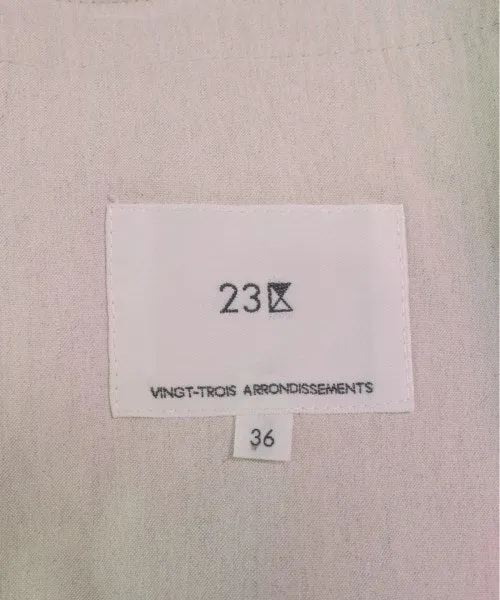 23区
VINGT-TROIS ARRONDISSEMENTS
36